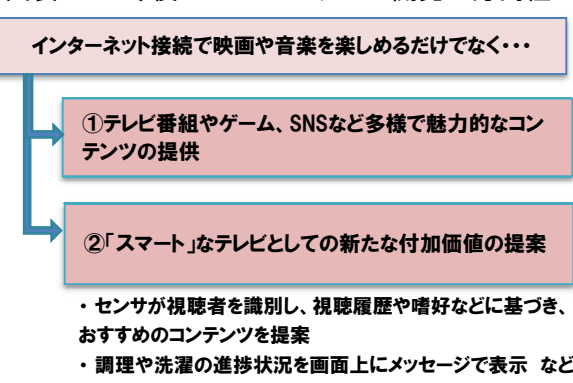 インターネット接続で映画や音楽を楽しめるだけでなく・・・
①テレビ番組やゲーム、SNSなど多様で魅力的なコン
テンツの提供
②「スマート」なテレビとしての新たな付加価値の提案
・センサが視聴者を識別し、視聴履歴や嗜好などに基づき、
おすすめのコンテンツを提案
・調理や洗濯の進捗状況を画面上にメッセージで表示 など